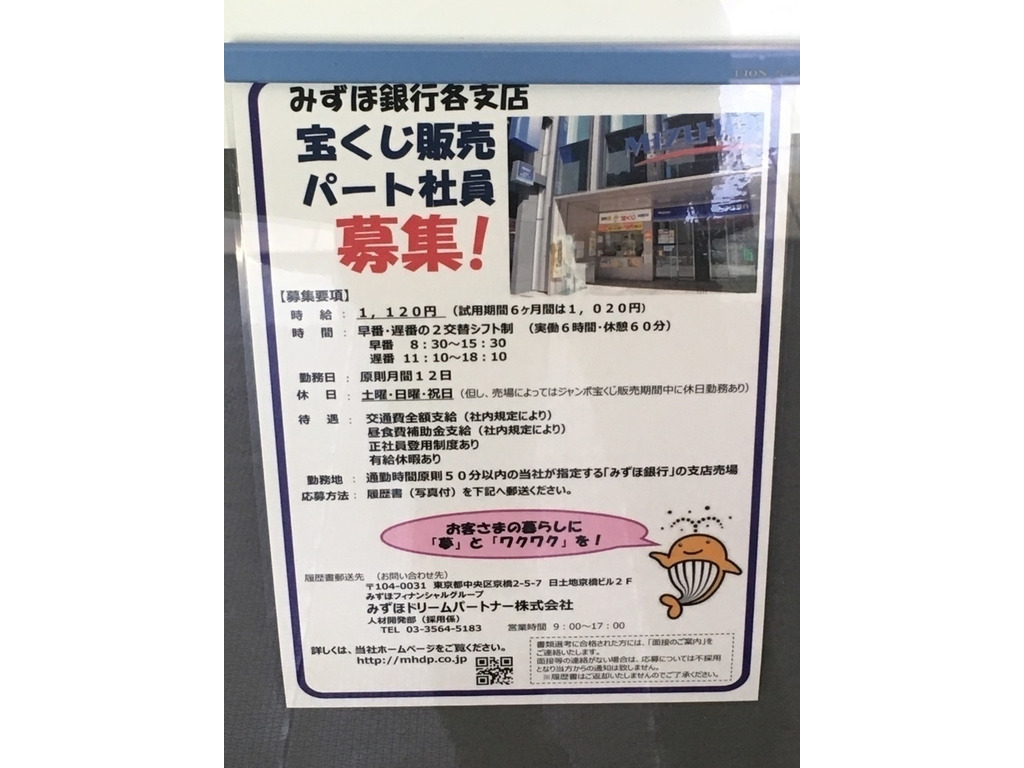 LION
みずほ銀行各支店
宝くじ販売
パート社員
募集!
MIZUH
宝くじ
【募集要項】
時 給 : 1,120円 (試用期間6ヶ月間は1,020円)
時 間 : 早番・遅番の2交替シフト制 (実働6時間・休憩60分)
早番 8:30~15:30
遅番 11:10~18:10
勤務日 : 原則月間12日
休 日 : 土曜・日曜・祝日 (但し、売場によってはジャンボ宝くじ販売期間中に休日勤務あり)
待 遇 : 交通費全額支給(社内規定により)
昼食費補助金支給(社内規定により)
正社員登用制度あり
有給休暇あり
勤務地 : 通勤時間原則50分以内の当社が指定する「みずほ銀行」の支店売場
応募方法 : 履歴書(写真付)を下記へ郵送ください。
お客さまの暮らしに
「夢」と「ワクワク」を!
履歴書郵送先 (お問い合わせ先)
〒104-0031 東京都中央区京橋2-5-7 日土地京橋ビル2F
みずほフィナンシャルグループ
みずほドリームパートナー株式会社
人材開発部(採用係)
TEL 03-3564-5183 営業時間 9:00~17:00
詳しくは、当社ホームページをご覧ください。
http://mhdp.co.jp
書類選考に合格された方には、「面接のご案内」を
ご連絡いたします。
面接等の連絡がない場合は、応募については不採用
となり当方からの通知は致しません。
※履歴書はご返却いたしませんのでご了承ください。